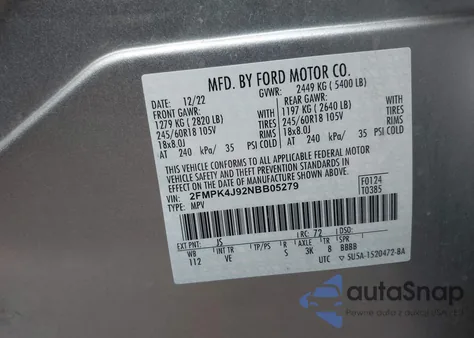 MFD. BY FORD MOTOR CO.
DATE: 12/22 GVWR: 2449 KG ( 5400 LB)
FRONT GAWR: REAR GAWR:
1279 KG ( 2820 LB) 1197 KG ( 2640 LB)
245/60R18 105V TIRES 245/60R18 105V TIRES
18x8.0J RIMS 18x8.0J RIMS
AT 240 kPa/ 35 PSI COLD AT 240 kPa/ 35 PSI COLD
THIS VEHICLE CONFORMS TO ALL APPLICABLE FEDERAL MOTOR
VEHICLE SAFETY AND THEFT PREVENTION STANDARDS IN EFFECT
ON THE DATE OF MANUFACTURE SHOWN ABOVE.
VIN: 2FMPK4J92NBB05279 F0124
TYPE: MPV T0385
EXT PNT: JS RC: 72 DSO:
WB INT TR TP/PS R AXLE TR SPR
112 VE S 3K B BBBB
UTC 5U5A-1520472-BA
autoSnap